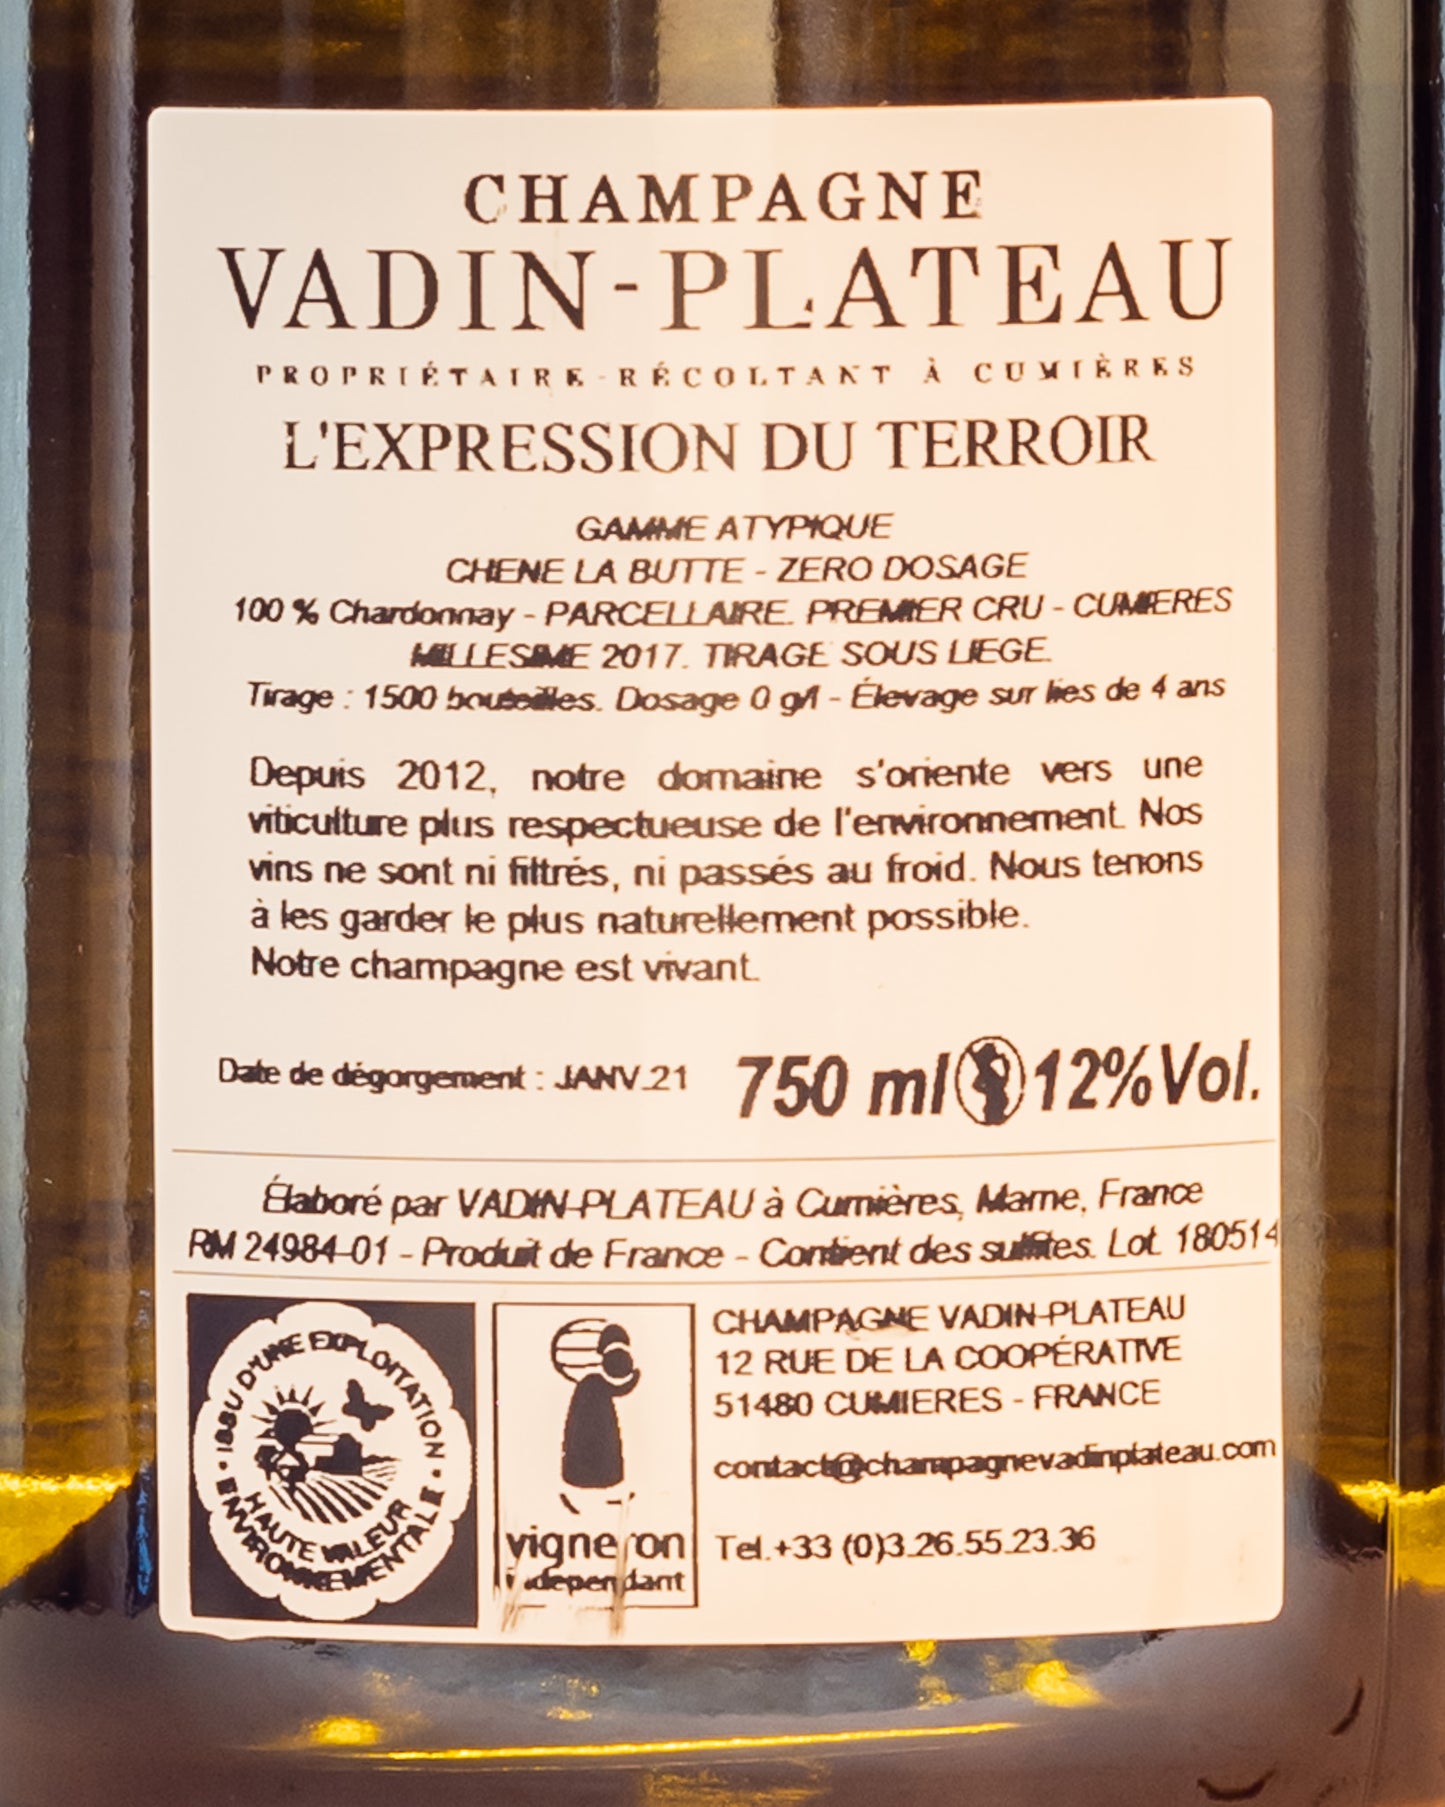 CHAMPAGNE
VADIN-PLATEAU
PROPRIÉTAIRE-RÉCOLTANT À CUMIÈRES
L'EXPRESSION DU TERROIR
GAMME ATYPIQUE
CHENE LA BUTTE - ZERO DOSAGE
100 % Chardonnay - PARCELLAIRE. PREMIER CRU - CUMIERES
MILLESIME 2017. TIRAGE SOUS LIEGE.
Tirage : 1500 bouteilles. Dosage 0 g/l - Élevage sur lies de 4 ans
Depuis 2012, notre domaine s'oriente vers une
viticulture plus respectueuse de l'environnement. Nos
vins ne sont ni filtrés, ni passés au froid. Nous tenons
à les garder le plus naturellement possible.
Notre champagne est vivant.
Date de dégorgement : JANV.21
750 ml 12%Vol.
Élaboré par VADIN-PLATEAU à Cumières, Marne, France
RM 24984-01 - Produit de France - Contient des sulfites. Lot. 180514
• ISSU D'UNE EXPLOITATION •
HAUTE VALEUR
ENVIRONNEMENTALE
vigneron
indépendant
CHAMPAGNE VADIN-PLATEAU
12 RUE DE LA COOPÉRATIVE
51480 CUMIERES - FRANCE
contact@champagnevadinplateau.com
Tel.+33 (0)3.26.55.23.36